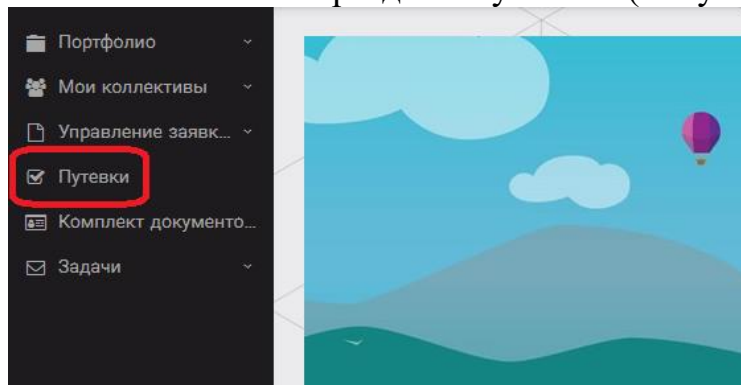 Портфолио
Мои коллективы
Управление заявк...
Путевки
Комплект документо...
Задачи